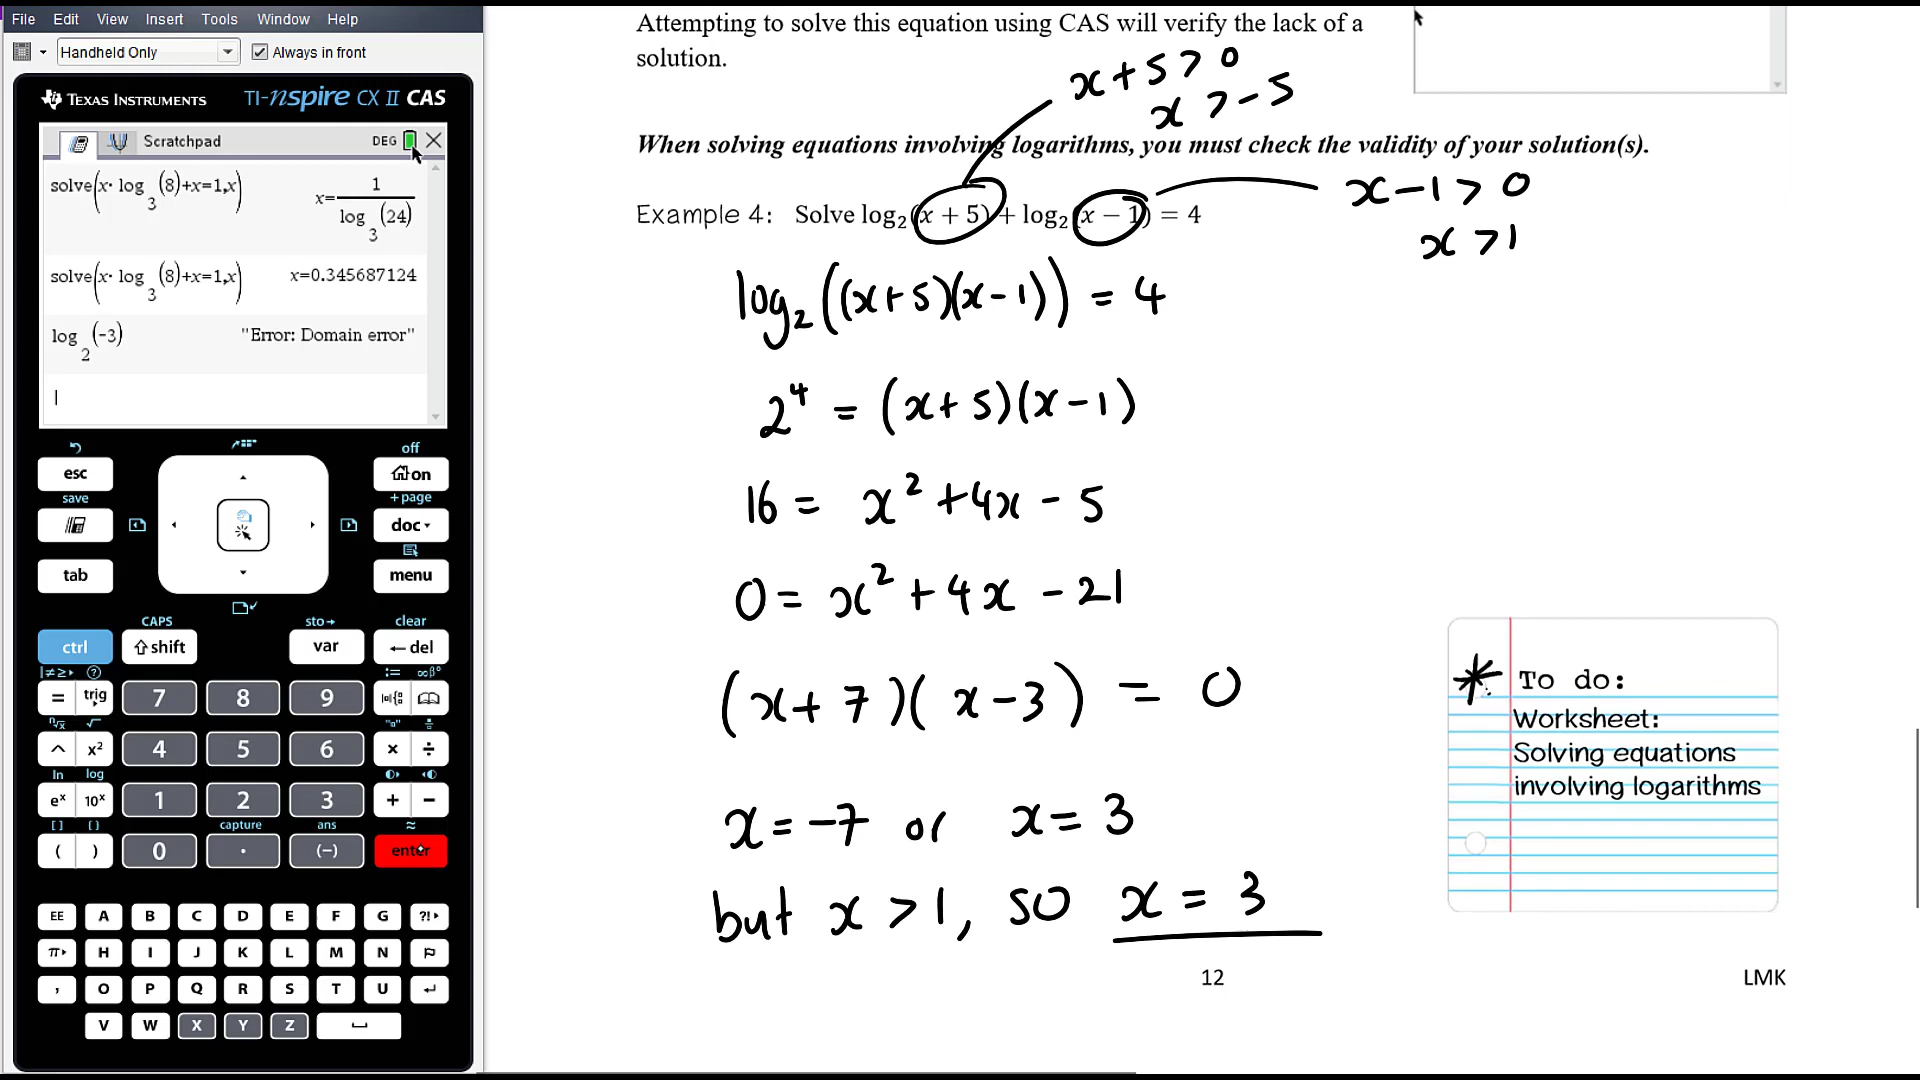 File Edit View Insert Tools Window Help
Handheld Only
Always in front
TEXAS INSTRUMENTS TI-nspire CX II CAS
Scratchpad DEG
solve(x·log₃(8)+x=1,x) x=1/log₃(24)
solve(x·log₃(8)+x=1,x) x=0.345687124
log₂(-3) "Error: Domain error"
off
esc on
save + page
doc
tab menu
CAPS sto→ clear
ctrl shift var ←del
= trig 7 8 9
^ x² 4 5 6 × ÷
ln log
eˣ 10ˣ 1 2 3 + −
[ ] { } capture ans ≈
( ) 0 . (−) enter
EE A B C D E F G ?!▸
π▸ H I J K L M N
, O P Q R S T U ↵
V W X Y Z
Attempting to solve this equation using CAS will verify the lack of a
solution.
x+5>0
x>-5
When solving equations involving logarithms, you must check the validity of your solution(s).
x-1>0
x>1
Example 4: Solve log₂(x + 5) + log₂(x − 1) = 4
log₂((x+5)(x-1)) = 4
2⁴ = (x+5)(x-1)
16 = x² +4x - 5
0 = x² +4x - 21
(x+7)(x-3) = 0
x=-7 or x=3
but x>1, so x = 3
To do:
Worksheet:
Solving equations
involving logarithms
12
LMK